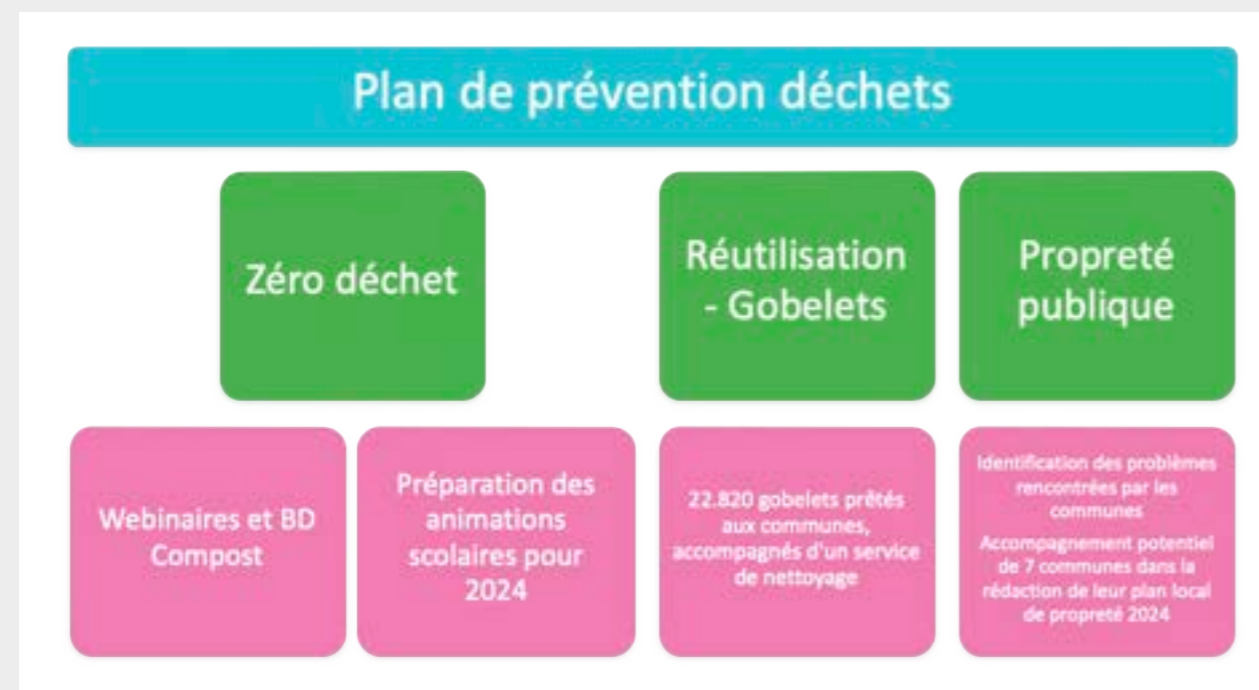 Plan de prévention déchets
Zéro déchet
Réutilisation
- Gobelets
Propreté
publique
Webinaires et BD
Compost
Préparation des
animations
scolaires pour
2024
22.820 gobelets prêtés
aux communes,
accompagnés d'un service
de nettoyage
Identification des problèmes
rencontrées par les
communes
Accompagnement potentiel
de 7 communes dans la
rédaction de leur plan local
de propreté 2024